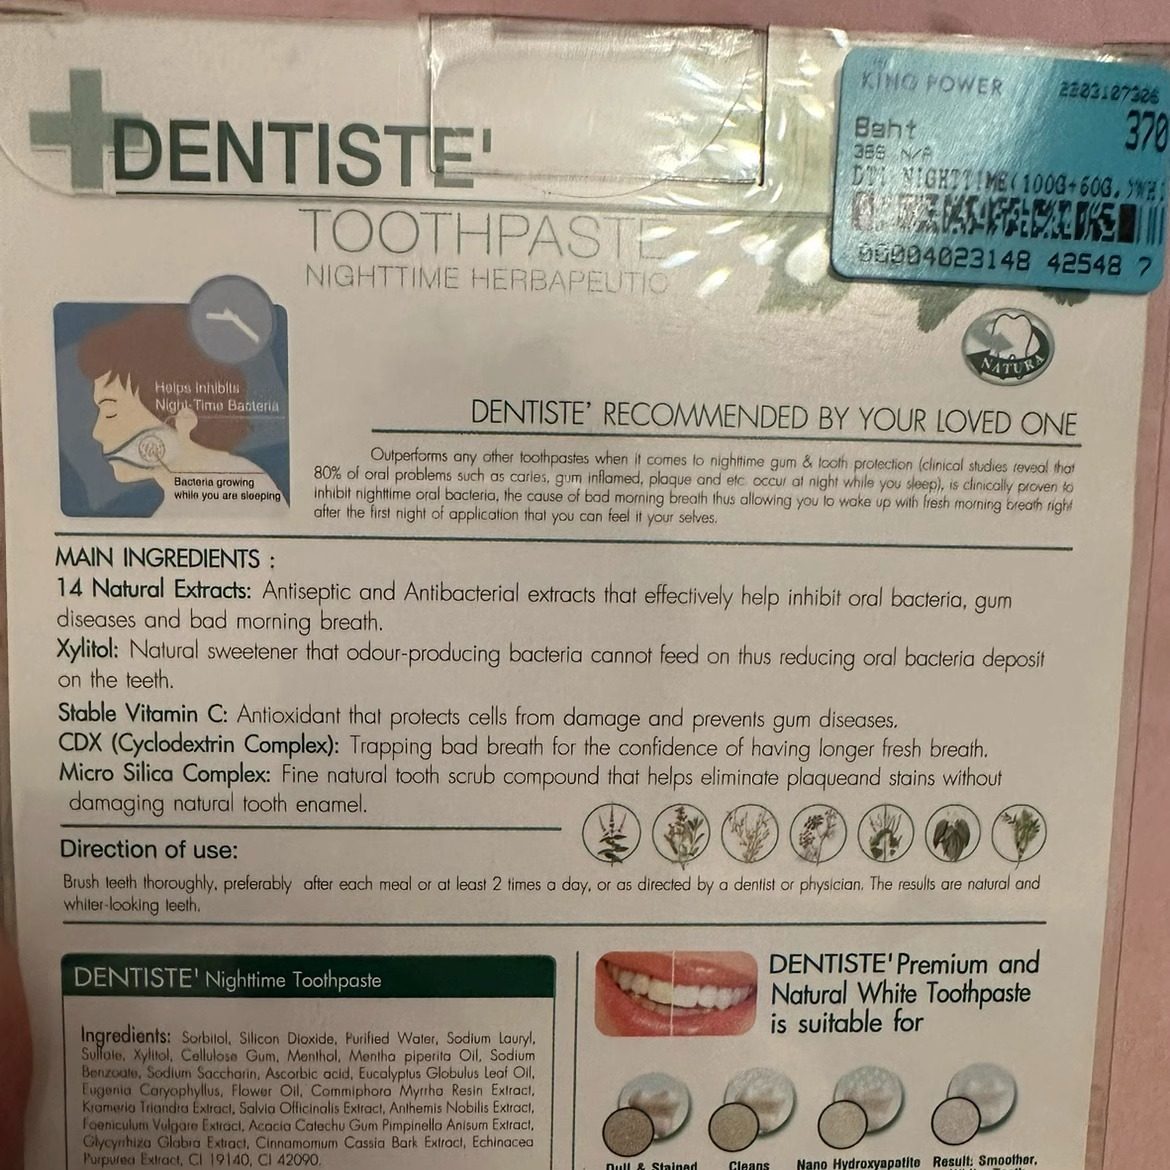 DENTISTE'
TOOTHPASTE
NIGHTTIME HERBAPEUTIC
KING POWER 2203107306
Baht 370
369 N/A
DTI NIGHTTIME(100G+60G.)WH
00004023148 42548 7
NATURA
Helps Inhibits
Night-Time Bacteria
Bacteria growing
while you are sleeping
DENTISTE' RECOMMENDED BY YOUR LOVED ONE
Outperforms any other toothpastes when it comes to nighttime gum & tooth protection (clinical studies reveal that
80% of oral problems such as caries, gum inflamed, plaque and etc. occur at night while you sleep), is clinically proven to
inhibit nighttime oral bacteria, the cause of bad morning breath thus allowing you to wake up with fresh morning breath right
after the first night of application that you can feel it your selves.
MAIN INGREDIENTS :
14 Natural Extracts: Antiseptic and Antibacterial extracts that effectively help inhibit oral bacteria, gum
diseases and bad morning breath.
Xylitol: Natural sweetener that odour-producing bacteria cannot feed on thus reducing oral bacteria deposit
on the teeth.
Stable Vitamin C: Antioxidant that protects cells from damage and prevents gum diseases.
CDX (Cyclodextrin Complex): Trapping bad breath for the confidence of having longer fresh breath.
Micro Silica Complex: Fine natural tooth scrub compound that helps eliminate plaqueand stains without
damaging natural tooth enamel.
Direction of use:
Brush teeth thoroughly, preferably after each meal or at least 2 times a day, or as directed by a dentist or physician. The results are natural and
whiter-looking teeth.
DENTISTE' Nighttime Toothpaste
Ingredients: Sorbitol, Silicon Dioxide, Purified Water, Sodium Lauryl,
Sulfate, Xylitol, Cellulose Gum, Menthol, Mentha piperita Oil, Sodium
Benzoate, Sodium Saccharin, Ascorbic acid, Eucalyptus Globulus Leaf Oil,
Eugenia Caryophyllus, Flower Oil, Commiphora Myrrha Resin Extract,
Krameria Triandra Extract, Salvia Officinalis Extract, Anthemis Nobilis Extract,
Foeniculum Vulgare Extract, Acacia Catechu Gum Pimpinella Anisum Extract,
Glycyrrhiza Glabra Extract, Cinnamomum Cassia Bark Extract, Echinacea
Purpurea Extract, CI 19140, CI 42090.
DENTISTE' Premium and
Natural White Toothpaste
is suitable for
Dull & Stained
Cleans
Nano Hydroxyapatite
Result: Smoother,